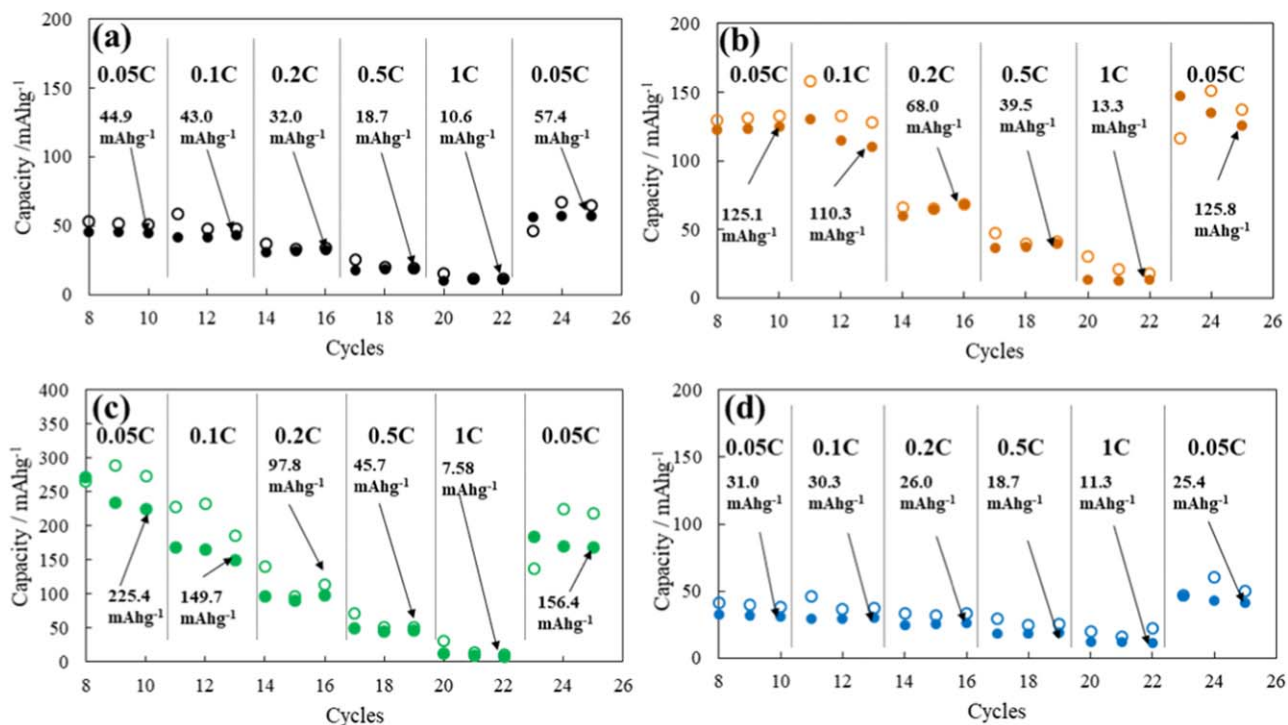 (a)
0.05C 0.1C 0.2C 0.5C 1C 0.05C
44.9 43.0 32.0 18.7 10.6 57.4
mAhg⁻¹ mAhg⁻¹ mAhg⁻¹ mAhg⁻¹ mAhg⁻¹ mAhg⁻¹
Capacity /mAhg⁻¹
200
150
100
50
0
8 10 12 14 16 18 20 22 24 26
Cycles
(b)
0.05C 0.1C 0.2C 0.5C 1C 0.05C
68.0 39.5 13.3
mAhg⁻¹ mAhg⁻¹ mAhg⁻¹
125.1 110.3 125.8
mAhg⁻¹ mAhg⁻¹ mAhg⁻¹
Capacity / mAhg⁻¹
200
150
100
50
0
8 10 12 14 16 18 20 22 24 26
Cycles
(c)
0.05C 0.1C 0.2C 0.5C 1C 0.05C
97.8 45.7 7.58
mAhg⁻¹ mAhg⁻¹ mAhg⁻¹
225.4 149.7 156.4
mAhg⁻¹ mAhg⁻¹ mAhg⁻¹
Capacity / mAhg⁻¹
400
350
300
250
200
150
100
50
0
8 10 12 14 16 18 20 22 24 26
Cycles
(d)
0.05C 0.1C 0.2C 0.5C 1C 0.05C
31.0 30.3 26.0 18.7 11.3 25.4
mAhg⁻¹ mAhg⁻¹ mAhg⁻¹ mAhg⁻¹ mAhg⁻¹ mAhg⁻¹
Capacity / mAhg⁻¹
200
150
100
50
0
8 10 12 14 16 18 20 22 24 26
Cycles